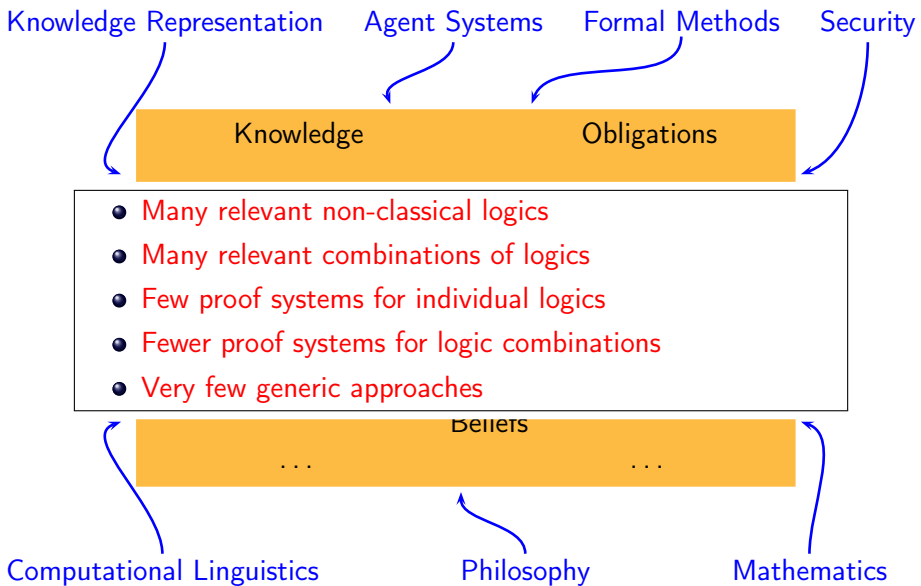 Knowledge Representation Agent Systems Formal Methods Security
Knowledge Obligations
Many relevant non-classical logics
Many relevant combinations of logics
Few proof systems for individual logics
Fewer proof systems for logic combinations
Very few generic approaches
Beliefs
... ...
Computational Linguistics Philosophy Mathematics